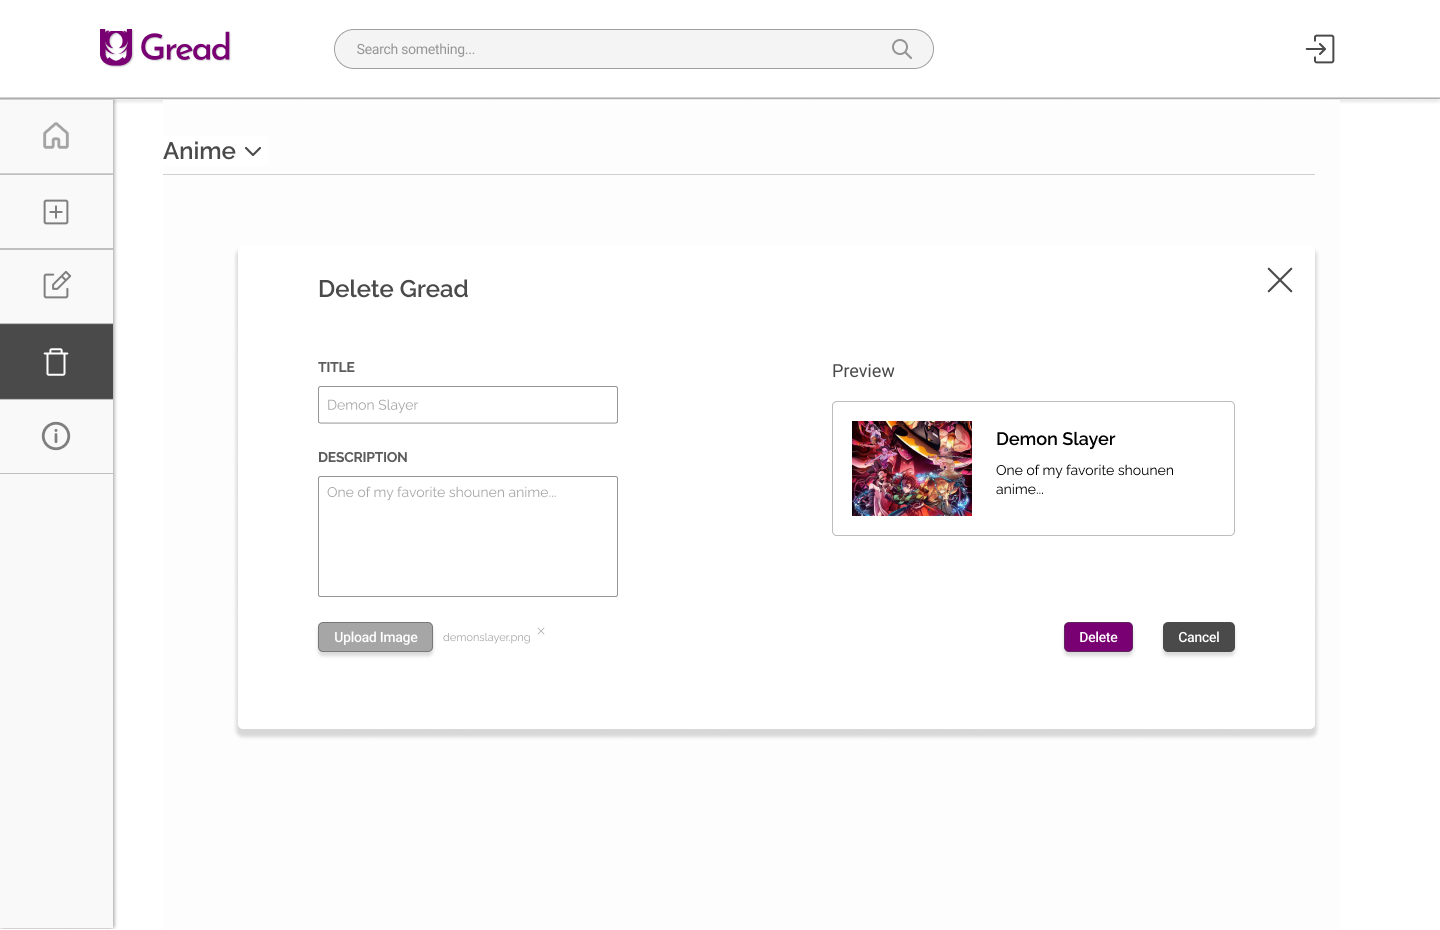 Gread
Search something...
Anime
Delete Gread
TITLE
Demon Slayer
DESCRIPTION
One of my favorite shounen anime...
Upload Image
demonslayer.png
Preview
Demon Slayer
One of my favorite shounen
anime...
Delete
Cancel